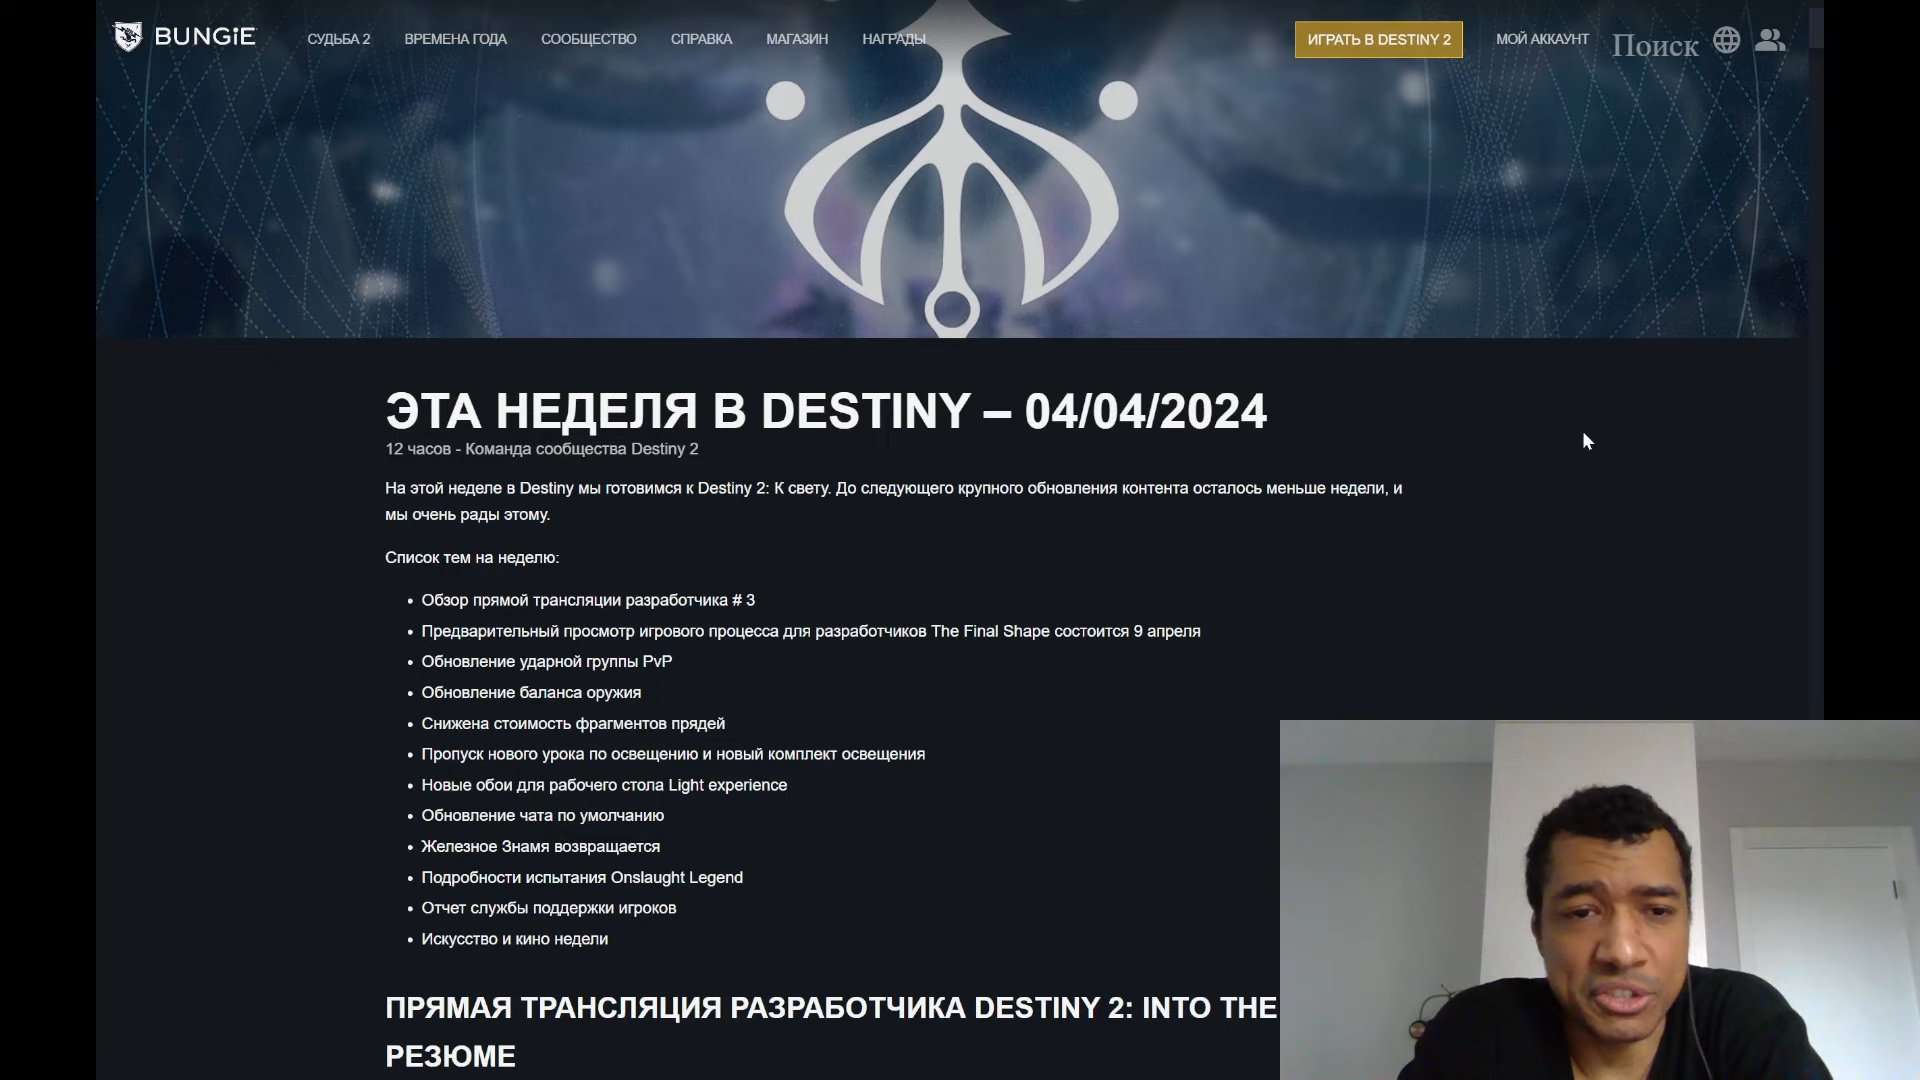 BUNGiE
СУДЬБА 2
ВРЕМЕНА ГОДА
СООБЩЕСТВО
СПРАВКА
МАГАЗИН
НАГРАДЫ
ИГРАТЬ В DESTINY 2
МОЙ АККАУНТ
Поиск
ЭТА НЕДЕЛЯ В DESTINY – 04/04/2024
12 часов - Команда сообщества Destiny 2
На этой неделе в Destiny мы готовимся к Destiny 2: К свету. До следующего крупного обновления контента осталось меньше недели, и
мы очень рады этому.
Список тем на неделю:
• Обзор прямой трансляции разработчика # 3
• Предварительный просмотр игрового процесса для разработчиков The Final Shape состоится 9 апреля
• Обновление ударной группы PvP
• Обновление баланса оружия
• Снижена стоимость фрагментов прядей
• Пропуск нового урока по освещению и новый комплект освещения
• Новые обои для рабочего стола Light experience
• Обновление чата по умолчанию
• Железное Знамя возвращается
• Подробности испытания Onslaught Legend
• Отчет службы поддержки игроков
• Искусство и кино недели
ПРЯМАЯ ТРАНСЛЯЦИЯ РАЗРАБОТЧИКА DESTINY 2: INTO THE
РЕЗЮМЕ